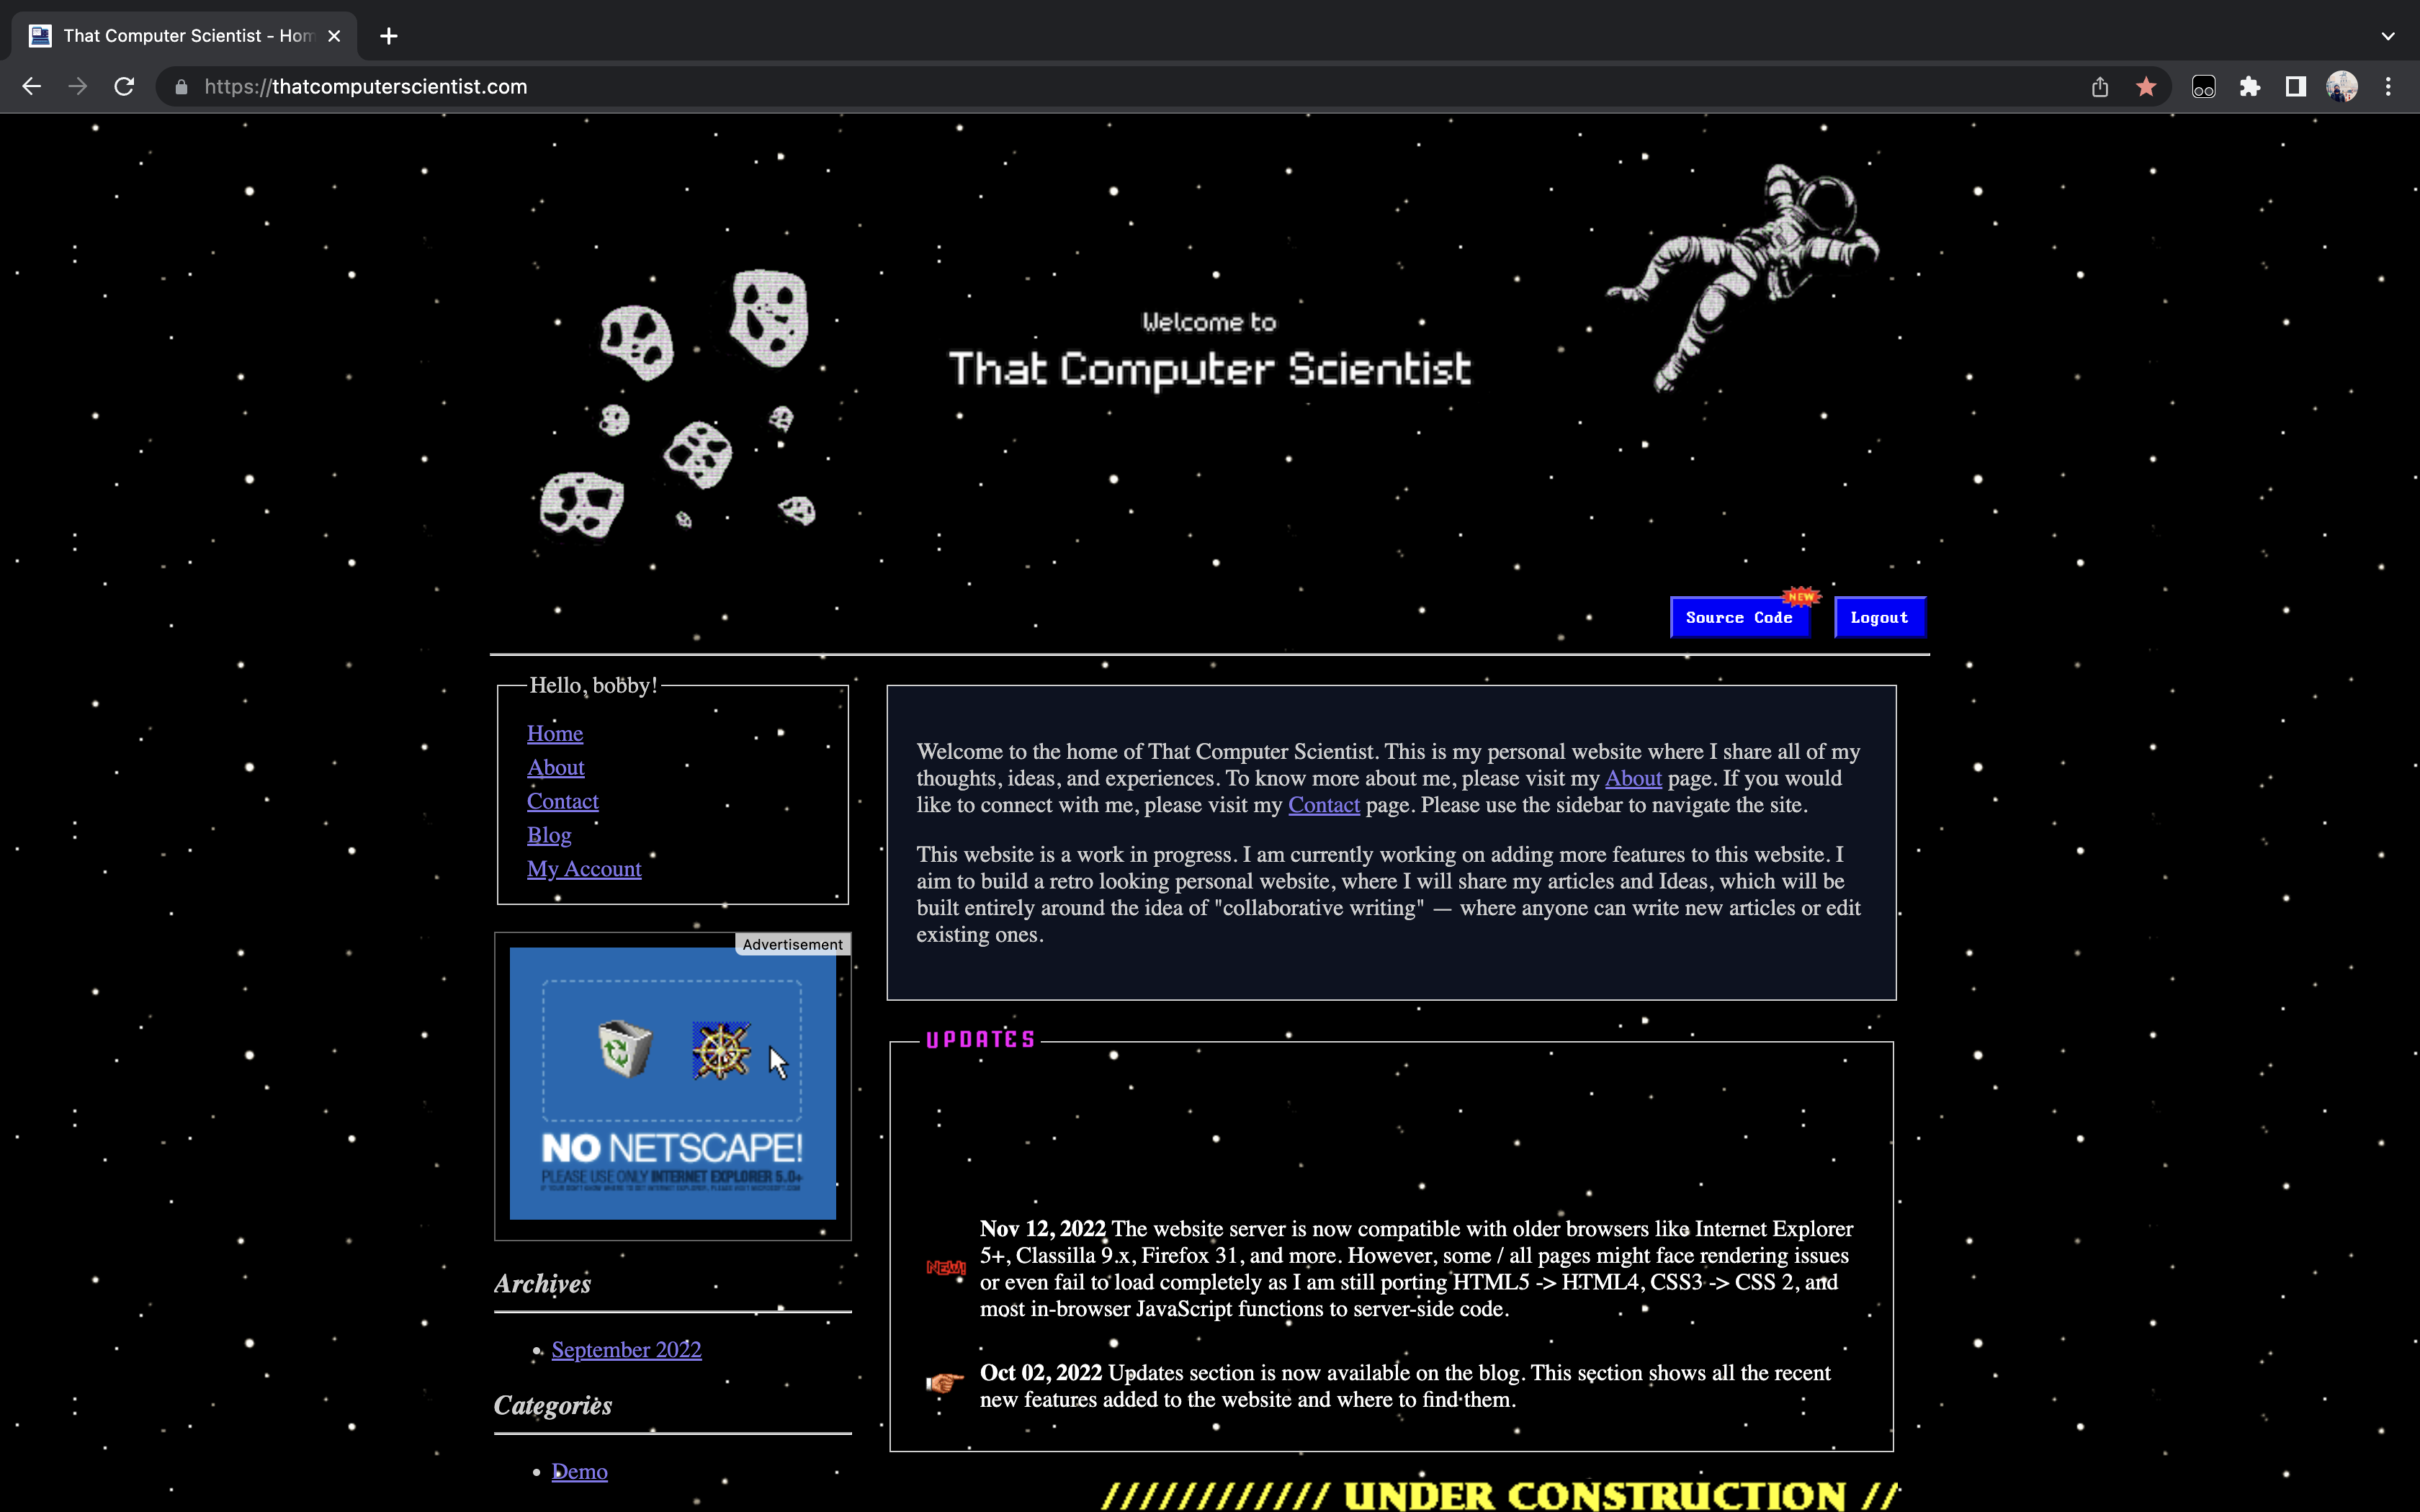 That Computer Scientist - Hom
https://thatcomputerscientist.com
Welcome to
That Computer Scientist
NEW
Source Code
Logout
Hello, bobby!
Home
About
Contact
Blog
My Account
Advertisement
NO NETSCAPE!
PLEASE USE ONLY INTERNET EXPLORER 5.0+
Archives
September 2022
Categories
Demo
Welcome to the home of That Computer Scientist. This is my personal website where I share all of my
thoughts, ideas, and experiences. To know more about me, please visit my About page. If you would
like to connect with me, please visit my Contact page. Please use the sidebar to navigate the site.
This website is a work in progress. I am currently working on adding more features to this website. I
aim to build a retro looking personal website, where I will share my articles and Ideas, which will be
built entirely around the idea of "collaborative writing" — where anyone can write new articles or edit
existing ones.
UPDATES
NEW!
Nov 12, 2022 The website server is now compatible with older browsers like Internet Explorer
5+, Classilla 9.x, Firefox 31, and more. However, some / all pages might face rendering issues
or even fail to load completely as I am still porting HTML5 -> HTML4, CSS3 -> CSS 2, and
most in-browser JavaScript functions to server-side code.
Oct 02, 2022 Updates section is now available on the blog. This section shows all the recent
new features added to the website and where to find them.
//////////// UNDER CONSTRUCTION //